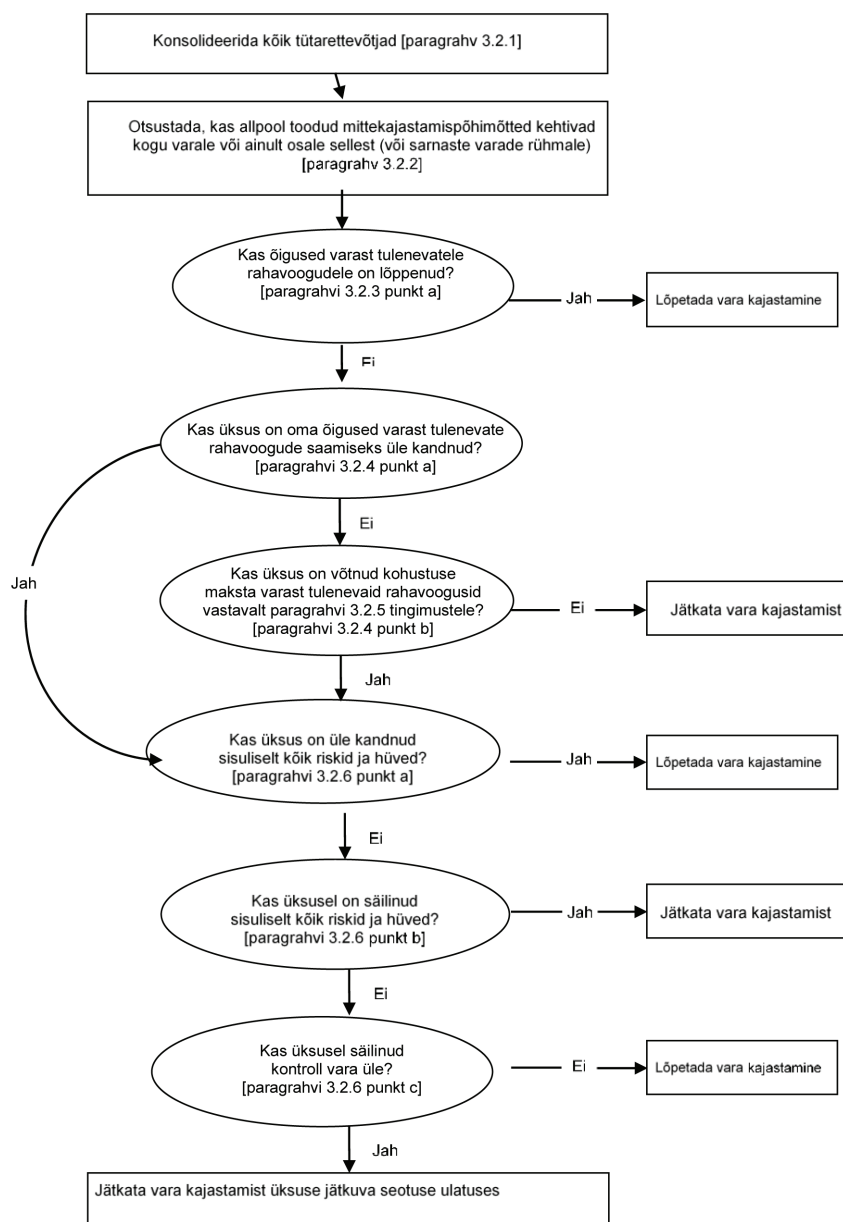 Konsolideerida kõik tütarettevõtjad [paragrahv 3.2.1]
Otsustada, kas allpool toodud mittekajastamispõhimõtted kehtivad
kogu varale või ainult osale sellest (või sarnaste varade rühmale)
[paragrahv 3.2.2]
Kas õigused varast tulenevatele
rahavoogudele on lõppenud?
[paragrahvi 3.2.3 punkt a]
Jah
Lõpetada vara kajastamine
Ei
Kas üksus on oma õigused varast tulenevate
rahavoogude saamiseks üle kandnud?
[paragrahvi 3.2.4 punkt a]
Ei
Jah
Kas üksus on võtnud kohustuse
maksta varast tulenevaid rahavoogusid
vastavalt paragrahvi 3.2.5 tingimustele?
[paragrahvi 3.2.4 punkt b]
Ei
Jätkata vara kajastamist
Jah
Kas üksus on üle kandnud
sisuliselt kõik riskid ja hüved?
[paragrahvi 3.2.6 punkt a]
Jah
Lõpetada vara kajastamine
Ei
Kas üksusel on säilinud
sisuliselt kõik riskid ja hüved?
[paragrahvi 3.2.6 punkt b]
Jah
Jätkata vara kajastamist
Ei
Kas üksusel säilinud
kontroll vara üle?
[paragrahvi 3.2.6 punkt c]
Ei
Lõpetada vara kajastamine
Jah
Jätkata vara kajastamist üksuse jätkuva seotuse ulatuses